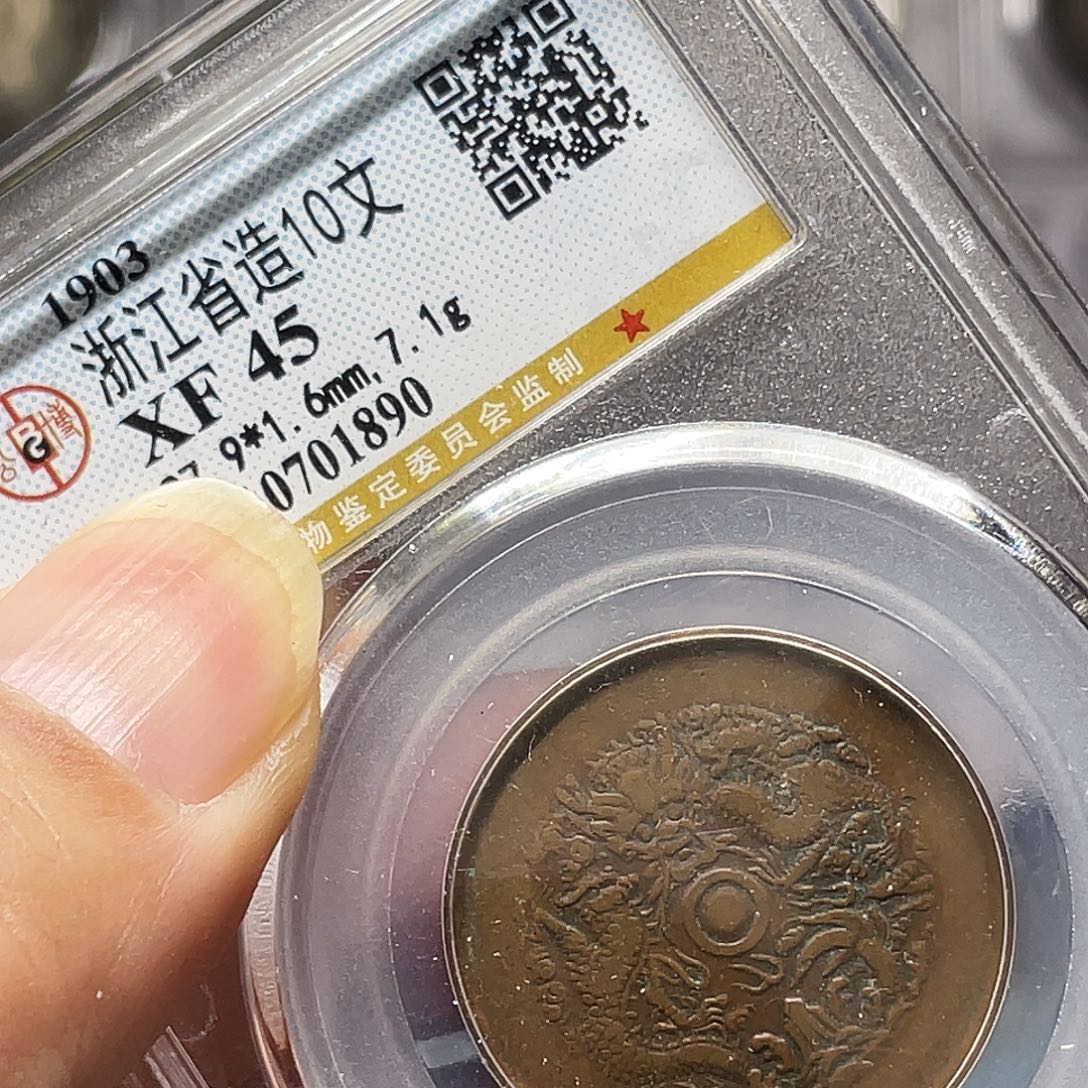 1903
浙江省造10文
XF 45
9*1.6mm, 7.1g
0701890
物鉴定委员会监制
G